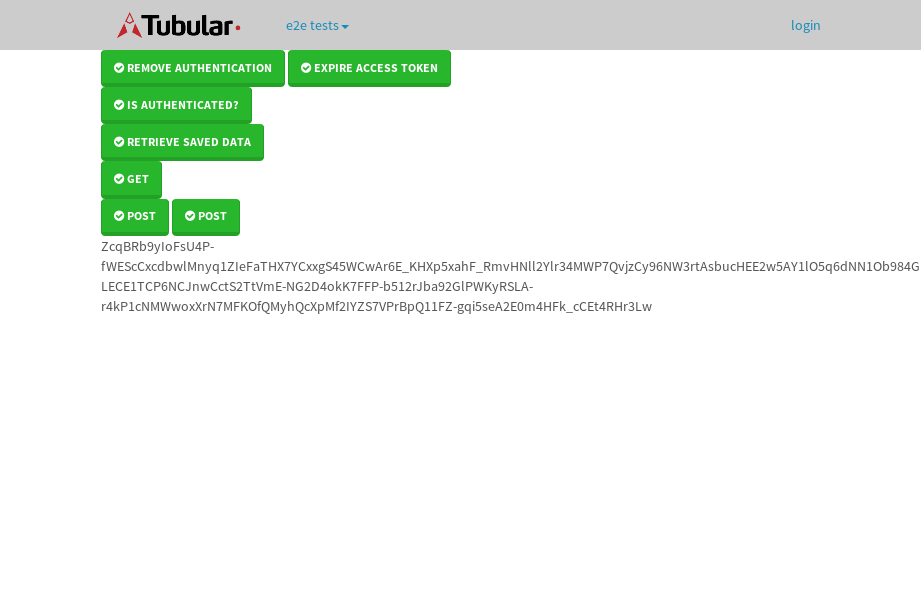 Tubular e2e tests login
REMOVE AUTHENTICATION EXPIRE ACCESS TOKEN
IS AUTHENTICATED?
RETRIEVE SAVED DATA
GET
POST POST
ZcqBRb9yIoFsU4P-
fWEScCxcdbwlMnyq1ZIeFaTHX7YCxxgS45WCwAr6E_KHXp5xahF_RmvHNll2Ylr34MWP7QvjzCy96NW3rtAsbucHEE2w5AY1lO5q6dNN1Ob984G
LECE1TCP6NCJnwCctS2TtVmE-NG2D4okK7FFP-b512rJba92GlPWKyRSLA-
r4kP1cNMWwoxXrN7MFKOfQMyhQcXpMf2IYZS7VPrBpQ11FZ-gqi5seA2E0m4HFk_cCEt4RHr3Lw